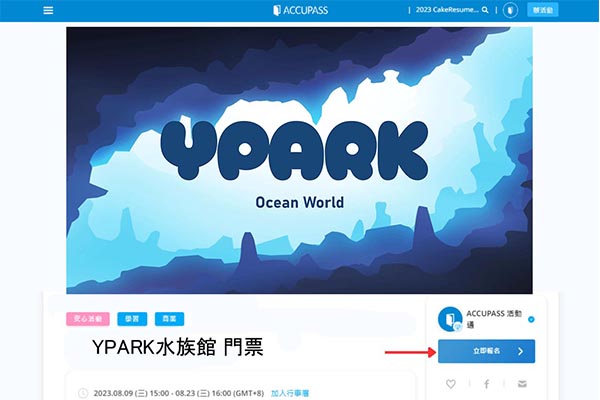 ACCUPASS
2023 CakeResume...
辦活動
YPARK
Ocean World
愛心活動
學習
商業
ACCUPASS 活動
通
立即報名
YPARK水族館 門票
2023.08.09 (三) 15:00 - 08.23 (三) 16:00 (GMT+8)
加入行事曆